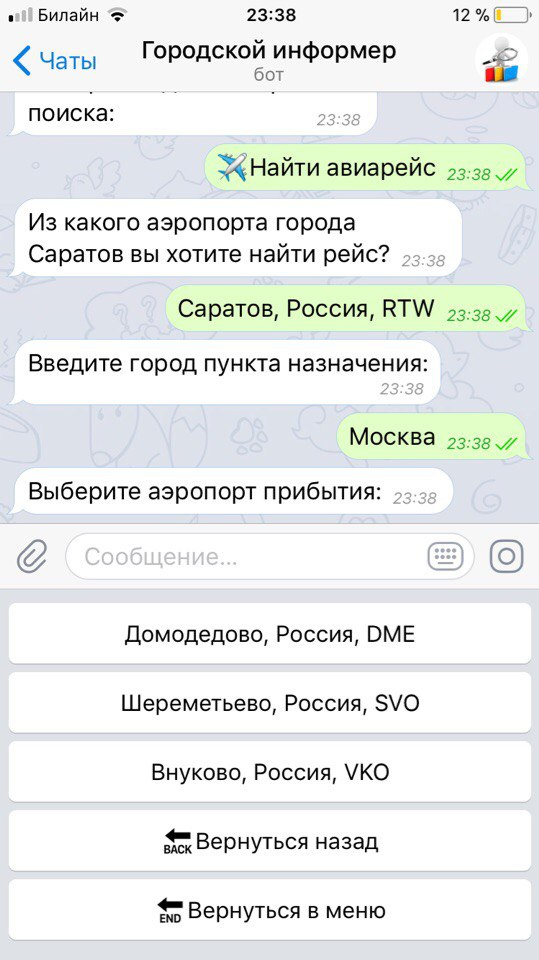 Билайн 23:38 12 %
Чаты
Городской информер
бот
поиска: 23:38
Найти авиарейс 23:38
Из какого аэропорта города
Саратов вы хотите найти рейс? 23:38
Саратов, Россия, RTW 23:38
Введите город пункта назначения:
23:38
Москва 23:38
Выберите аэропорт прибытия: 23:38
Сообщение...
Домодедово, Россия, DME
Шереметьево, Россия, SVO
Внуково, Россия, VKO
BACK Вернуться назад
END Вернуться в меню